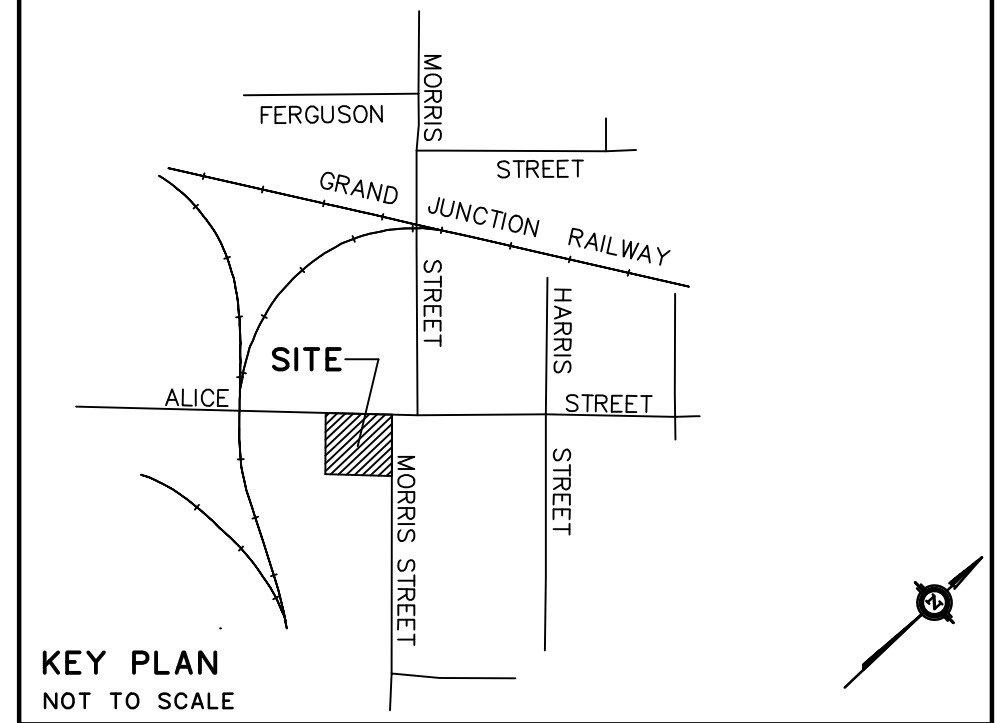 MORRIS
FERGUSON
STREET
GRAND JUNCTION RAILWAY
STREET
HARRIS
SITE
ALICE
STREET
MORRIS STREET
STREET
N
KEY PLAN
NOT TO SCALE